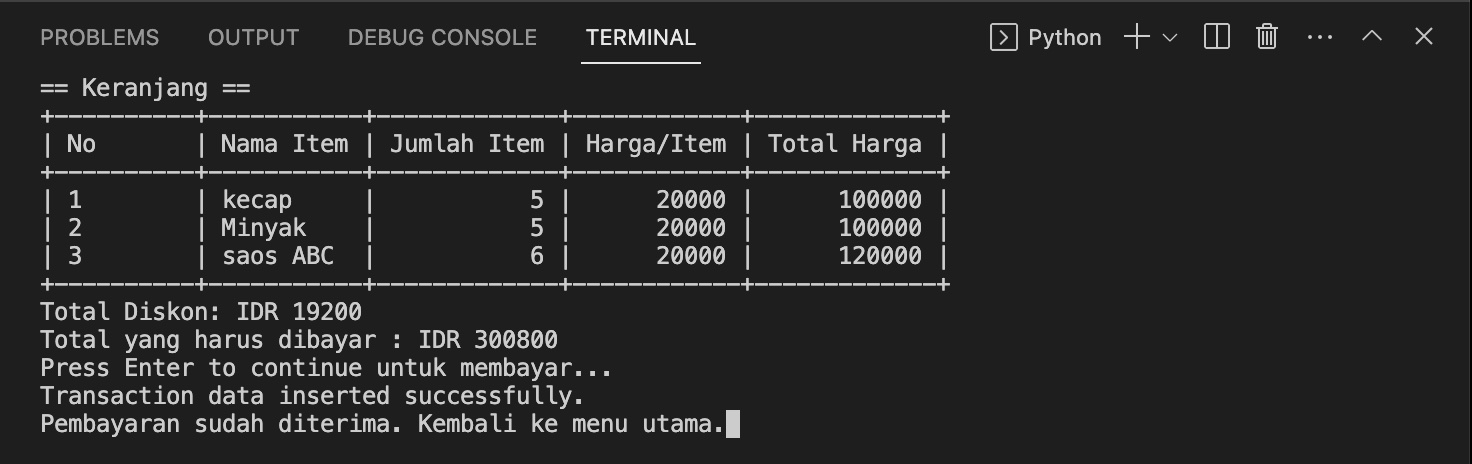 PROBLEMS OUTPUT DEBUG CONSOLE TERMINAL Python
== Keranjang ==
+-----------+-----------+-------------+------------+-------------+
| No | Nama Item | Jumlah Item | Harga/Item | Total Harga |
+-----------+-----------+-------------+------------+-------------+
| 1 | kecap | 5 | 20000 | 100000 |
| 2 | Minyak | 5 | 20000 | 100000 |
| 3 | saos ABC | 6 | 20000 | 120000 |
+-----------+-----------+-------------+------------+-------------+
Total Diskon: IDR 19200
Total yang harus dibayar : IDR 300800
Press Enter to continue untuk membayar...
Transaction data inserted successfully.
Pembayaran sudah diterima. Kembali ke menu utama.